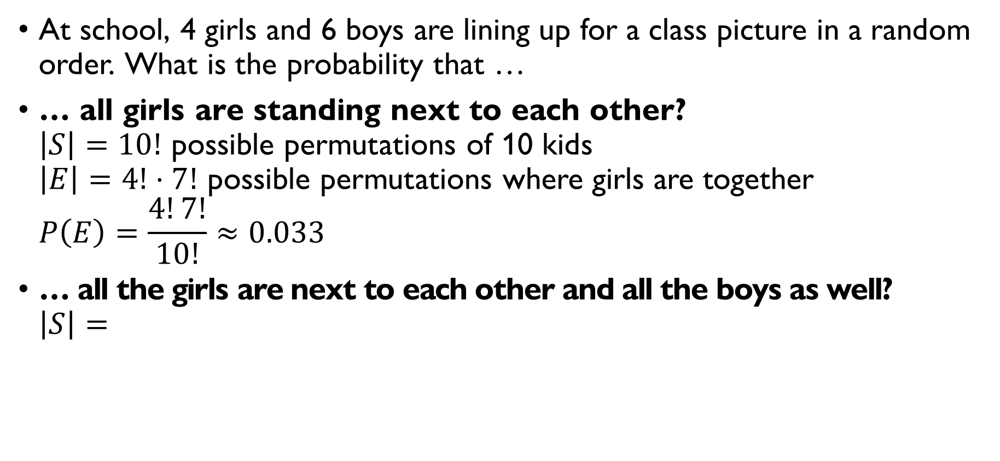 • At school, 4 girls and 6 boys are lining up for a class picture in a random
order. What is the probability that …
• … all girls are standing next to each other?
|S| = 10! possible permutations of 10 kids
|E| = 4! · 7! possible permutations where girls are together
P(E) = 4! 7! / 10! ≈ 0.033
• … all the girls are next to each other and all the boys as well?
|S| =